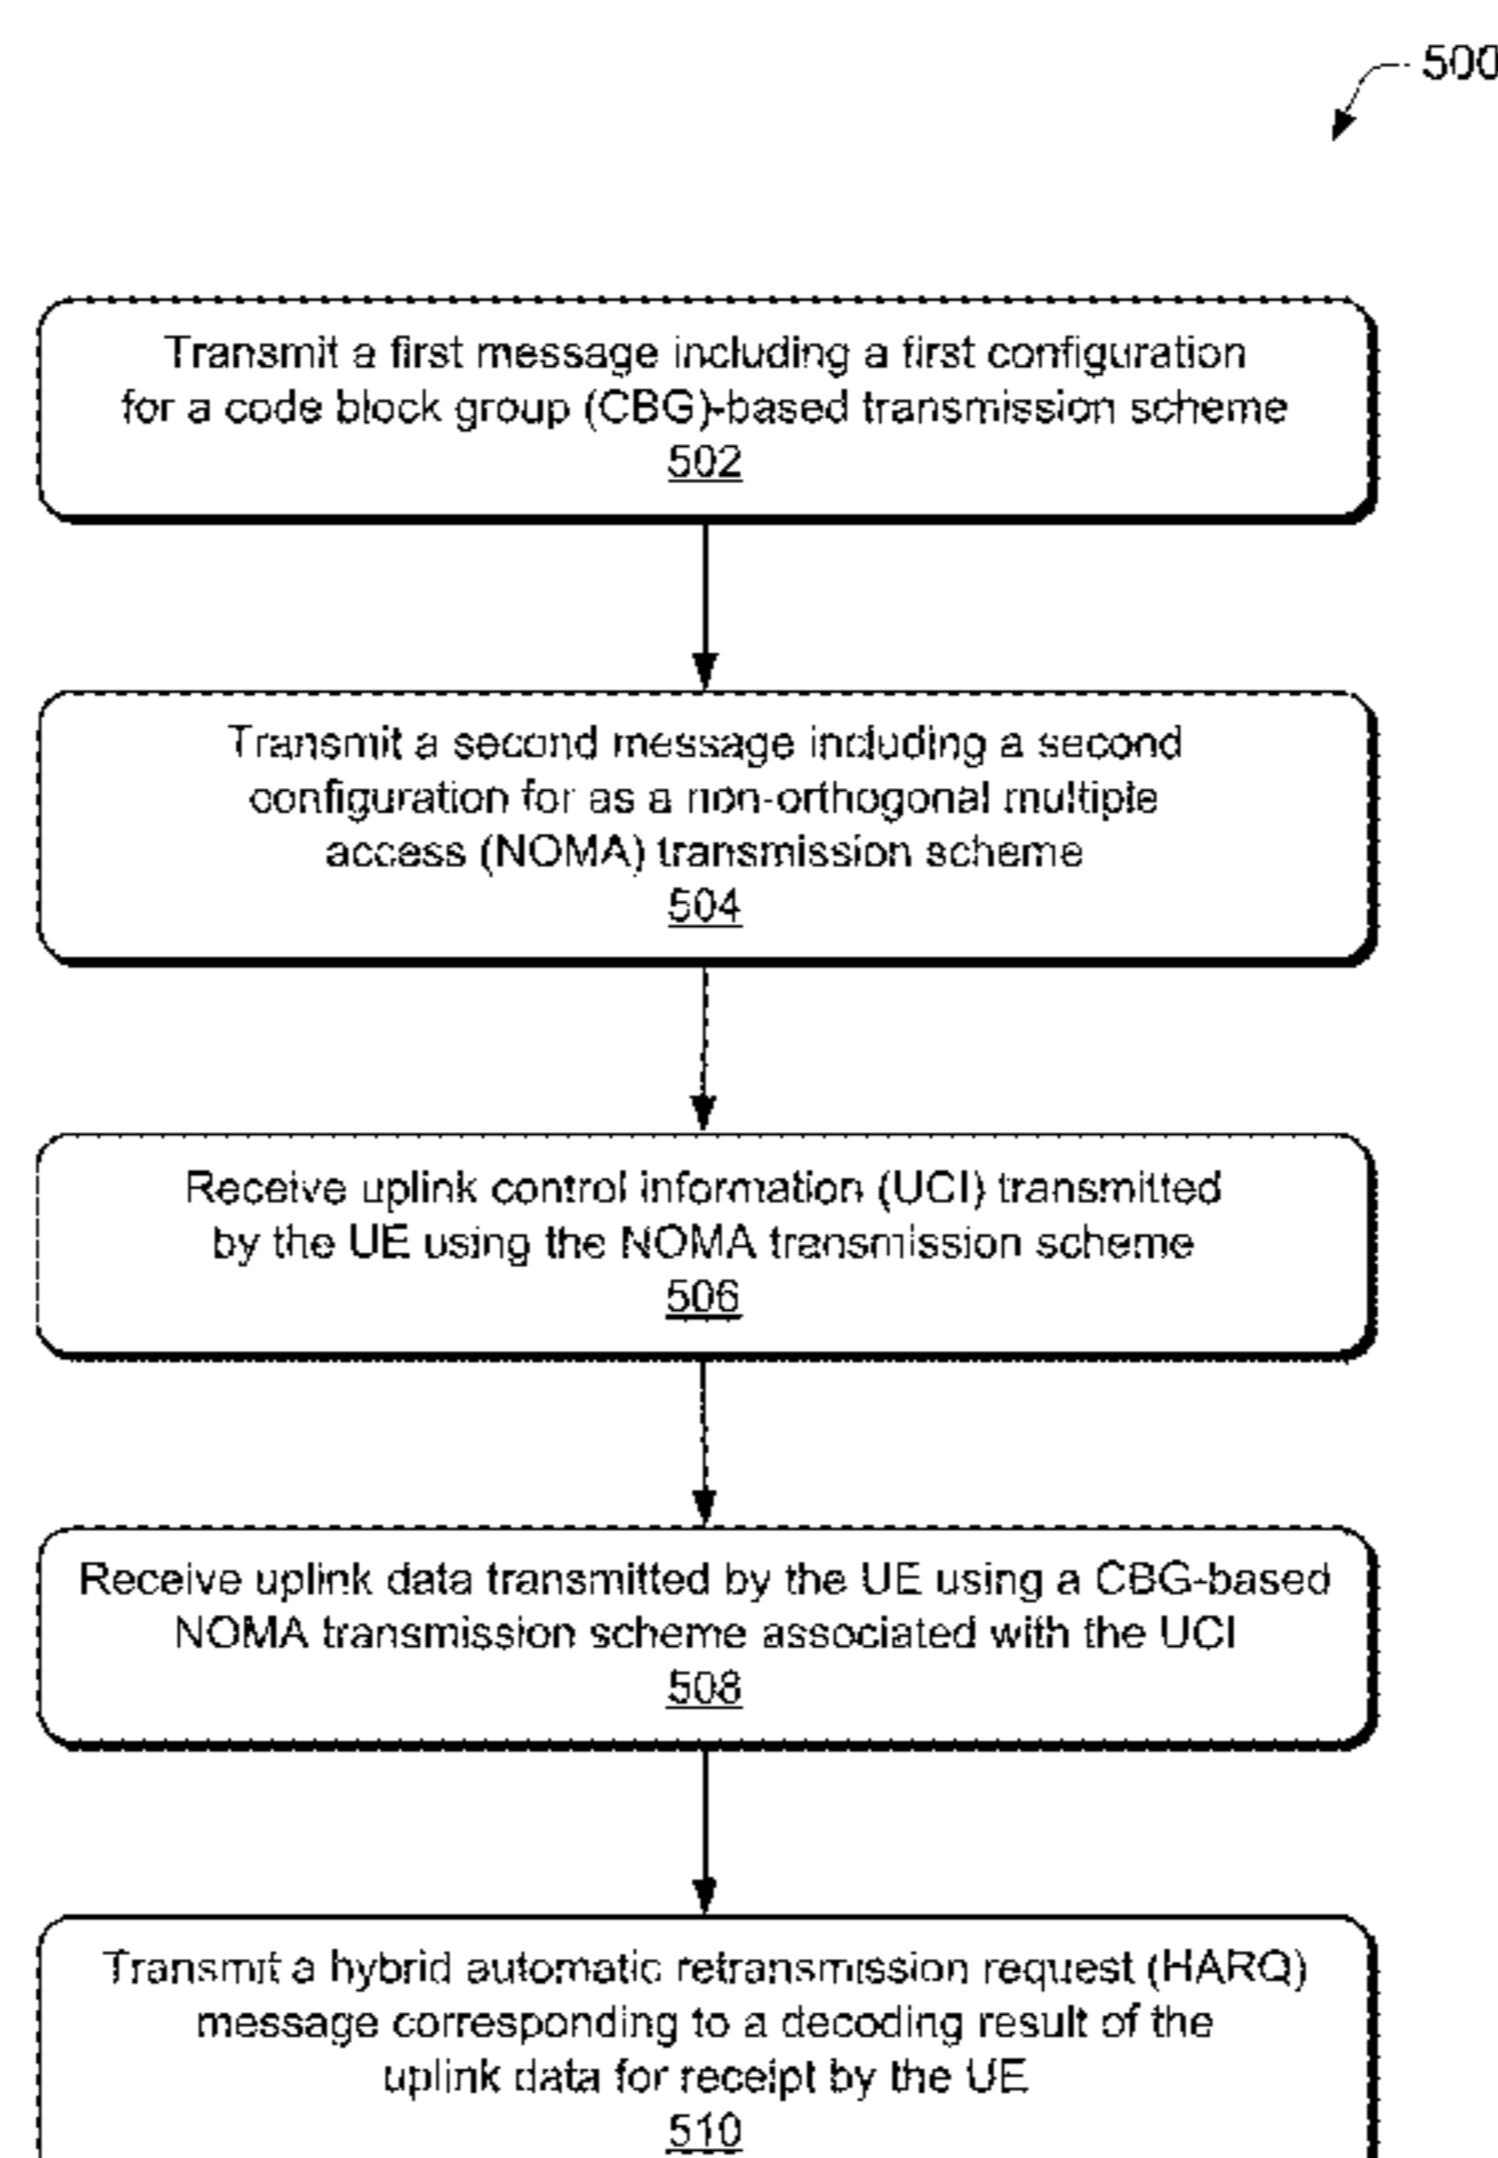 500
Transmit a first message including a first configuration
for a code block group (CBG)-based transmission scheme
502
Transmit a second message including a second
configuration for as a non-orthogonal multiple
access (NOMA) transmission scheme
504
Receive uplink control information (UCI) transmitted
by the UE using the NOMA transmission scheme
506
Receive uplink data transmitted by the UE using a CBG-based
NOMA transmission scheme associated with the UCI
508
Transmit a hybrid automatic retransmission request (HARQ)
message corresponding to a decoding result of the
uplink data for receipt by the UE
510